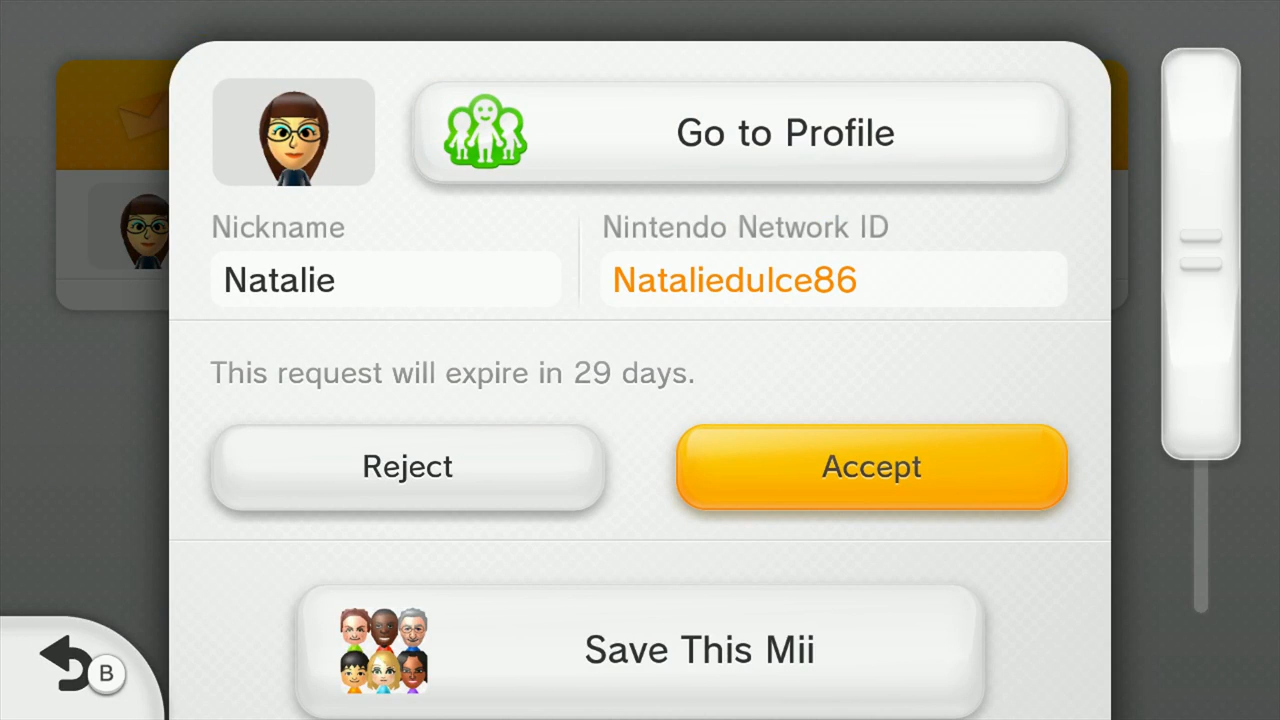 Go to Profile
Nickname
Nintendo Network ID
Natalie
Nataliedulce86
This request will expire in 29 days.
Reject
Accept
Save This Mii
B